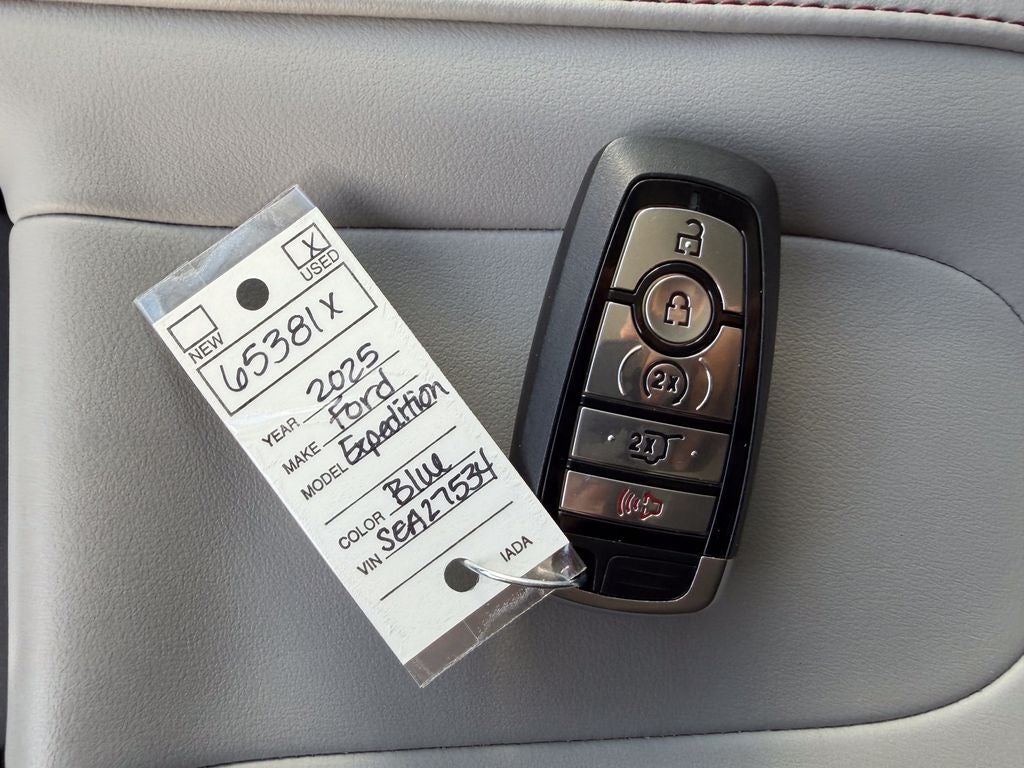 X
USED
NEW
65381X
YEAR 2025
MAKE Ford
MODEL Expedition
COLOR Blue
VIN SEA27534
IADA
2x
2x